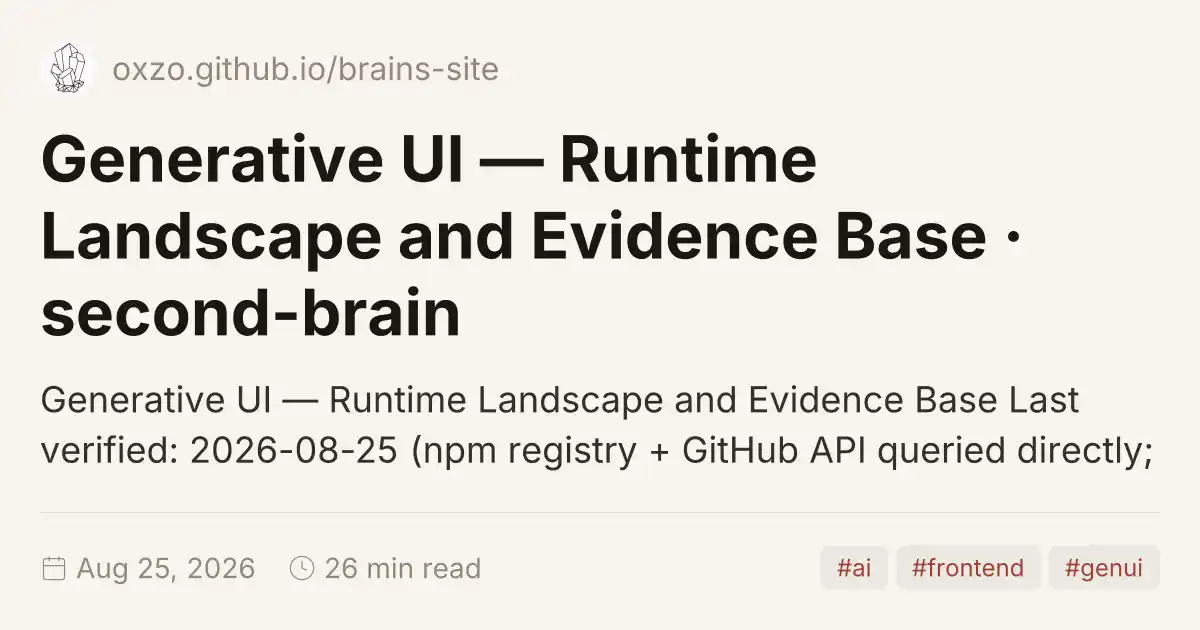 oxzo.github.io/brains-site
Generative UI — Runtime
Landscape and Evidence Base ·
second-brain
Generative UI — Runtime Landscape and Evidence Base Last
verified: 2026-08-25 (npm registry + GitHub API queried directly;
Aug 25, 2026 26 min read #ai #frontend #genui